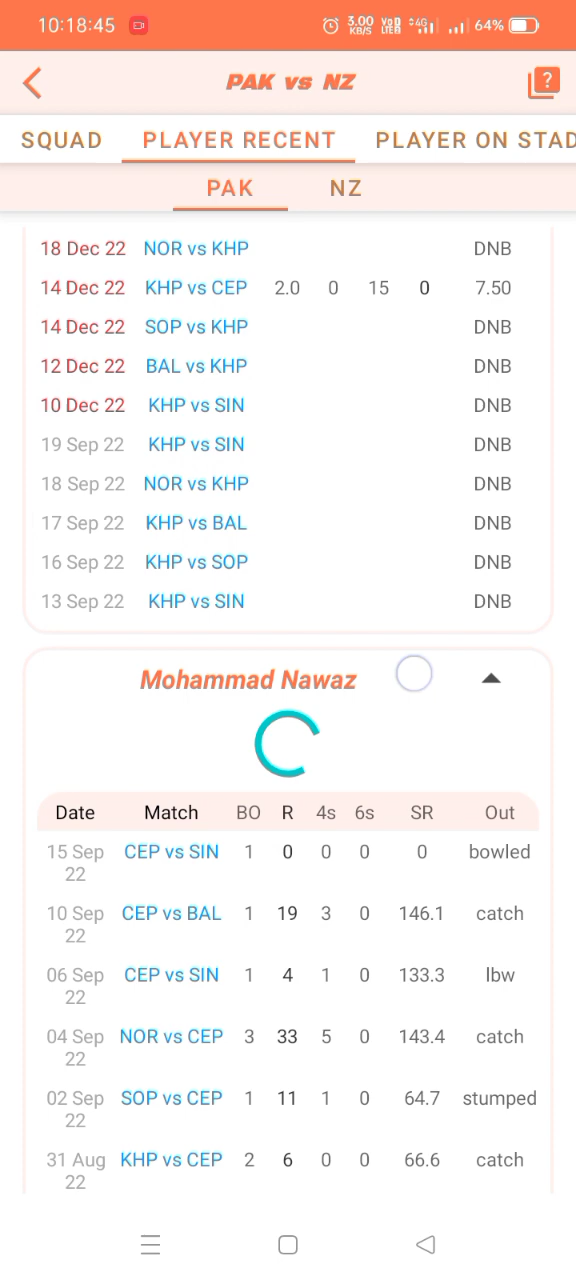 10:18:45 3.00 KB/S Vo LTE 4G 64%
PAK vs NZ
SQUAD PLAYER RECENT PLAYER ON STAD
PAK NZ
18 Dec 22 NOR vs KHP DNB
14 Dec 22 KHP vs CEP 2.0 0 15 0 7.50
14 Dec 22 SOP vs KHP DNB
12 Dec 22 BAL vs KHP DNB
10 Dec 22 KHP vs SIN DNB
19 Sep 22 KHP vs SIN DNB
18 Sep 22 NOR vs KHP DNB
17 Sep 22 KHP vs BAL DNB
16 Sep 22 KHP vs SOP DNB
13 Sep 22 KHP vs SIN DNB
Mohammad Nawaz
Date Match BO R 4s 6s SR Out
15 Sep 22 CEP vs SIN 1 0 0 0 0 bowled
10 Sep 22 CEP vs BAL 1 19 3 0 146.1 catch
06 Sep 22 CEP vs SIN 1 4 1 0 133.3 lbw
04 Sep 22 NOR vs CEP 3 33 5 0 143.4 catch
02 Sep 22 SOP vs CEP 1 11 1 0 64.7 stumped
31 Aug 22 KHP vs CEP 2 6 0 0 66.6 catch